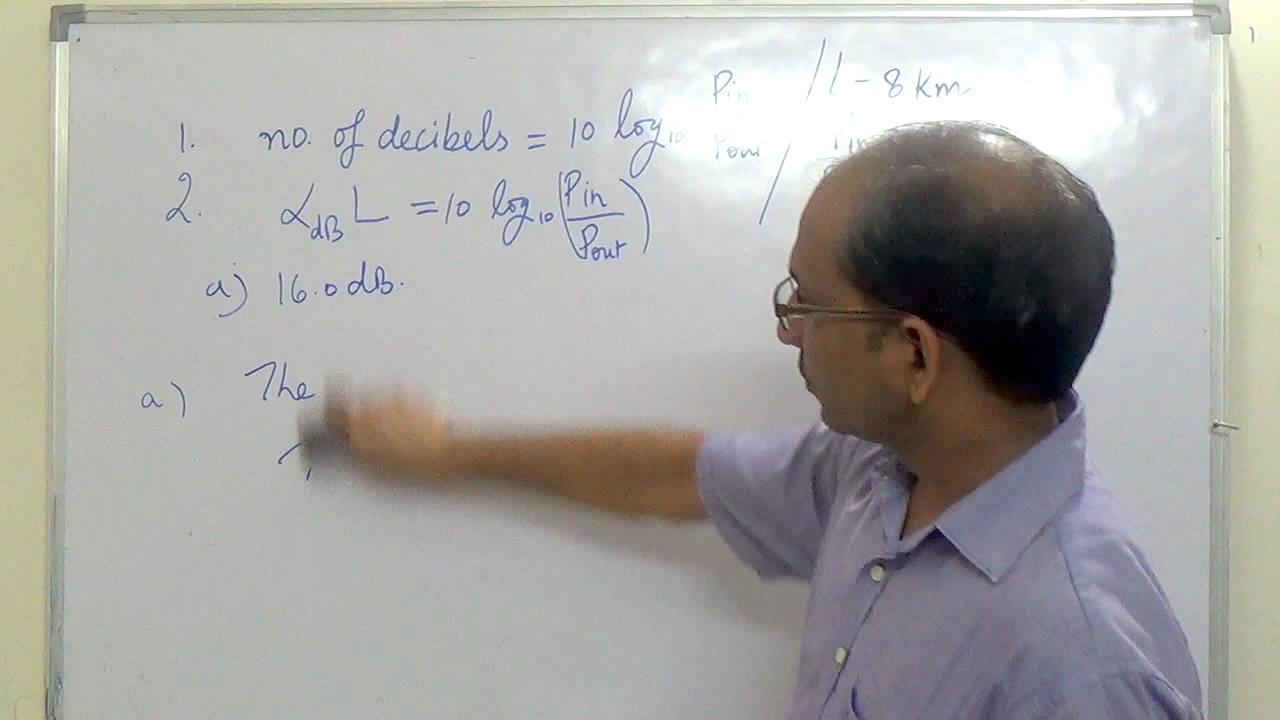 1. no. of decibels = 10 log10 Pin
// L - 8 Km
2. αdB L = 10 log10 (Pin/Pout)
a) 16.0 dB.
a) The